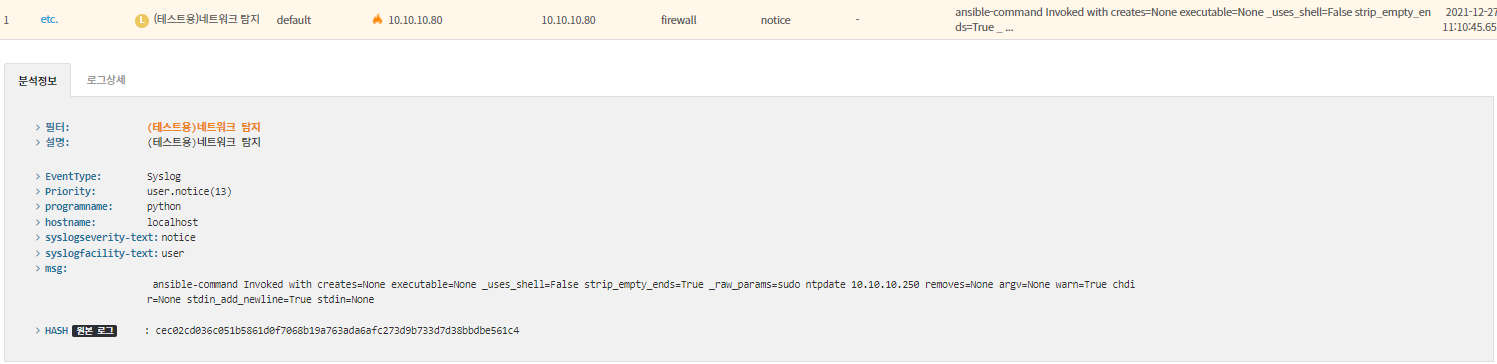 1 etc. L (테스트용)네트워크 탐지 default 10.10.10.80 10.10.10.80 firewall notice - ansible-command Invoked with creates=None executable=None _uses_shell=False strip_empty_en 2021-12-27
ds=True _ ... 11:10:45.65
분석정보 로그상세
> 필터: (테스트용)네트워크 탐지
> 설명: (테스트용)네트워크 탐지
> EventType: Syslog
> Priority: user.notice(13)
> programname: python
> hostname: localhost
> syslogseverity-text: notice
> syslogfacility-text: user
> msg:
ansible-command Invoked with creates=None executable=None _uses_shell=False strip_empty_ends=True _raw_params=sudo ntpdate 10.10.10.250 removes=None argv=None warn=True chdi
r=None stdin_add_newline=True stdin=None
> HASH 원본 로그 : cec02cd036c051b5861d0f7068b19a763ada6afc273d9b733d7d38bbdbe561c4